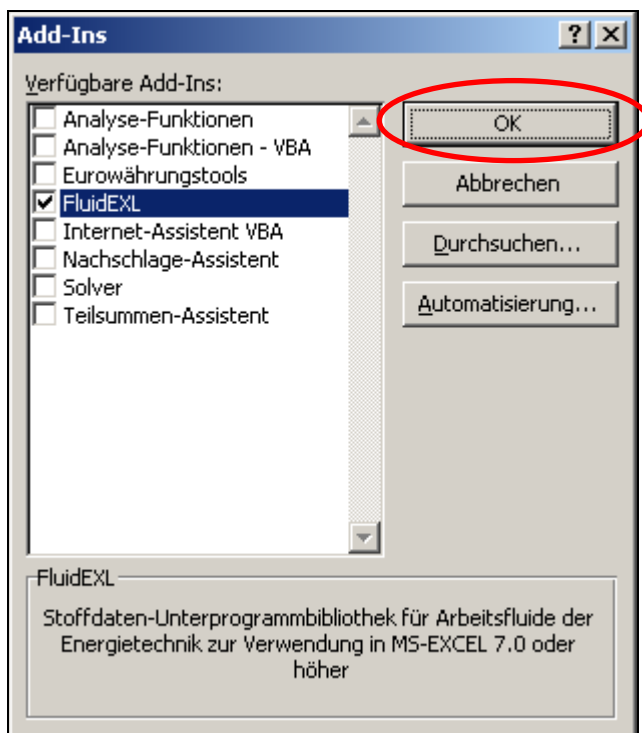 Add-Ins
Verfügbare Add-Ins:
Analyse-Funktionen
Analyse-Funktionen - VBA
Eurowährungstools
FluidEXL
Internet-Assistent VBA
Nachschlage-Assistent
Solver
Teilsummen-Assistent
OK
Abbrechen
Durchsuchen...
Automatisierung...
FluidEXL
Stoffdaten-Unterprogrammbibliothek für Arbeitsfluide der
Energietechnik zur Verwendung in MS-EXCEL 7.0 oder
höher